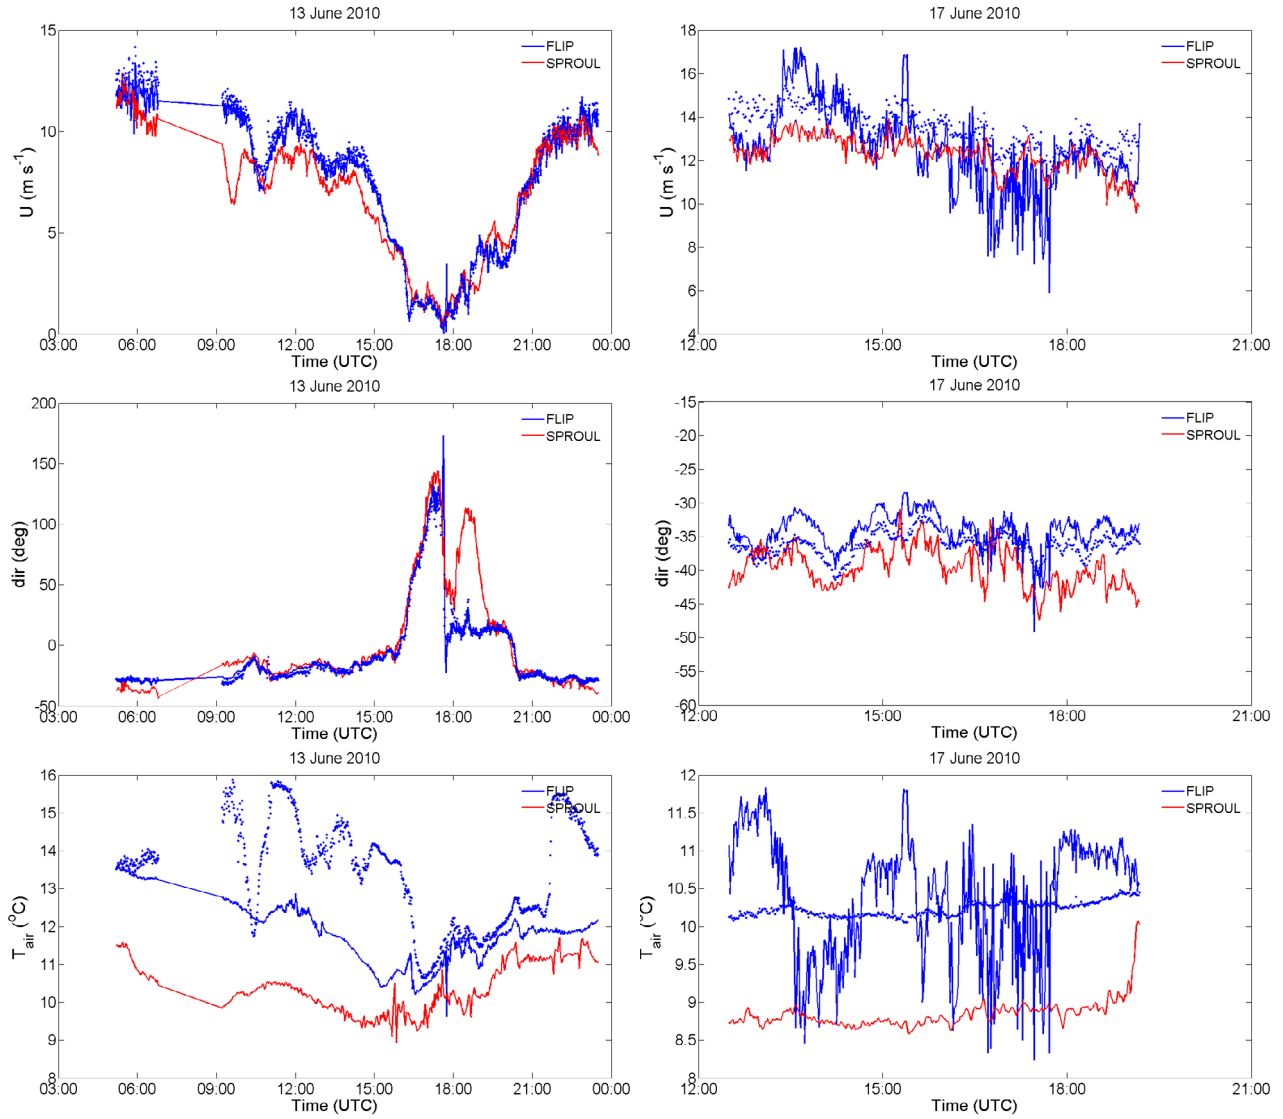 13 June 2010
15
10
5
0
U (m s-1)
FLIP
SPROUL
03:00 06:00 09:00 12:00 15:00 18:00 21:00 00:00
Time (UTC)
17 June 2010
18
16
14
12
10
8
6
4
U (m s-1)
FLIP
SPROUL
12:00 15:00 18:00 21:00
Time (UTC)
13 June 2010
200
150
100
50
0
-50
dir (deg)
FLIP
SPROUL
03:00 06:00 09:00 12:00 15:00 18:00 21:00 00:00
Time (UTC)
17 June 2010
-15
-20
-25
-30
-35
-40
-45
-50
-55
-60
dir (deg)
FLIP
SPROUL
12:00 15:00 18:00 21:00
Time (UTC)
13 June 2010
16
15
14
13
12
11
10
9
8
Tair (oC)
FLIP
SPROUL
03:00 06:00 09:00 12:00 15:00 18:00 21:00 00:00
Time (UTC)
17 June 2010
12
11.5
11
10.5
10
9.5
9
8.5
8
Tair (oC)
FLIP
SPROUL
12:00 15:00 18:00 21:00
Time (UTC)